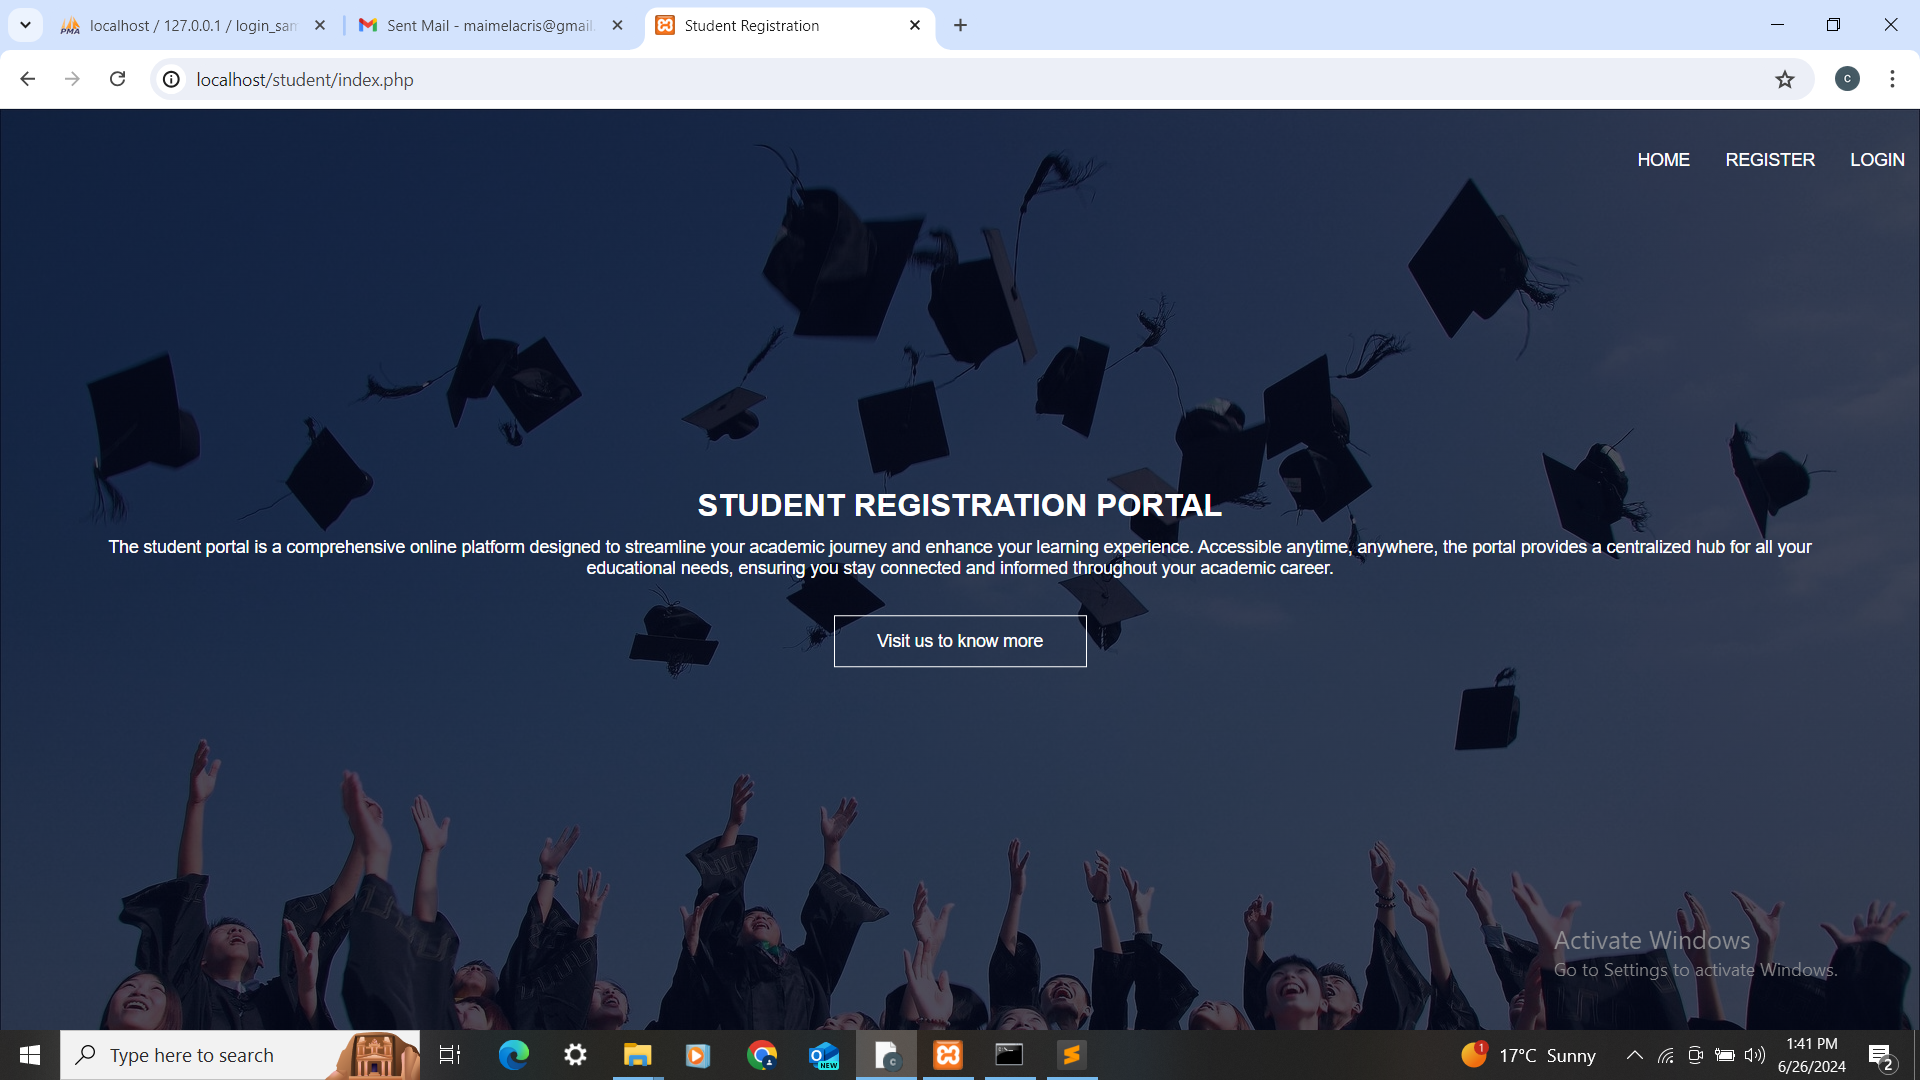 localhost / 127.0.0.1 / login_sam
Sent Mail - maimelacris@gmail.
Student Registration
localhost/student/index.php
C
HOME REGISTER LOGIN
STUDENT REGISTRATION PORTAL
The student portal is a comprehensive online platform designed to streamline your academic journey and enhance your learning experience. Accessible anytime, anywhere, the portal provides a centralized hub for all your
educational needs, ensuring you stay connected and informed throughout your academic career.
Visit us to know more
Activate Windows
Go to Settings to activate Windows.
Type here to search
NEW
1
17°C Sunny
1:41 PM
6/26/2024
2